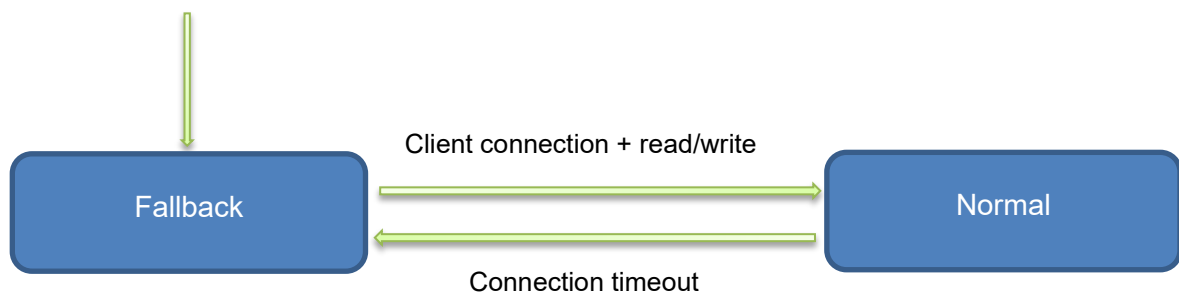 Client connection + read/write
Fallback
Normal
Connection timeout